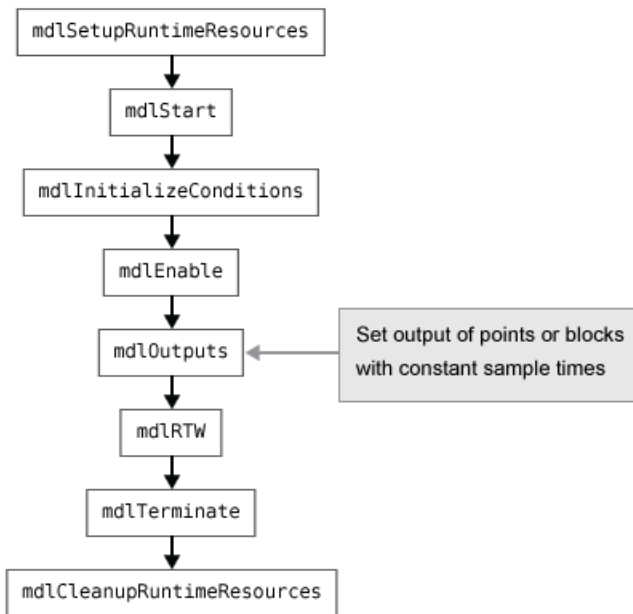 mdlSetupRuntimeResources
mdlStart
mdlInitializeConditions
mdlEnable
mdlOutputs
Set output of points or blocks
with constant sample times
mdlRTW
mdlTerminate
mdlCleanupRuntimeResources